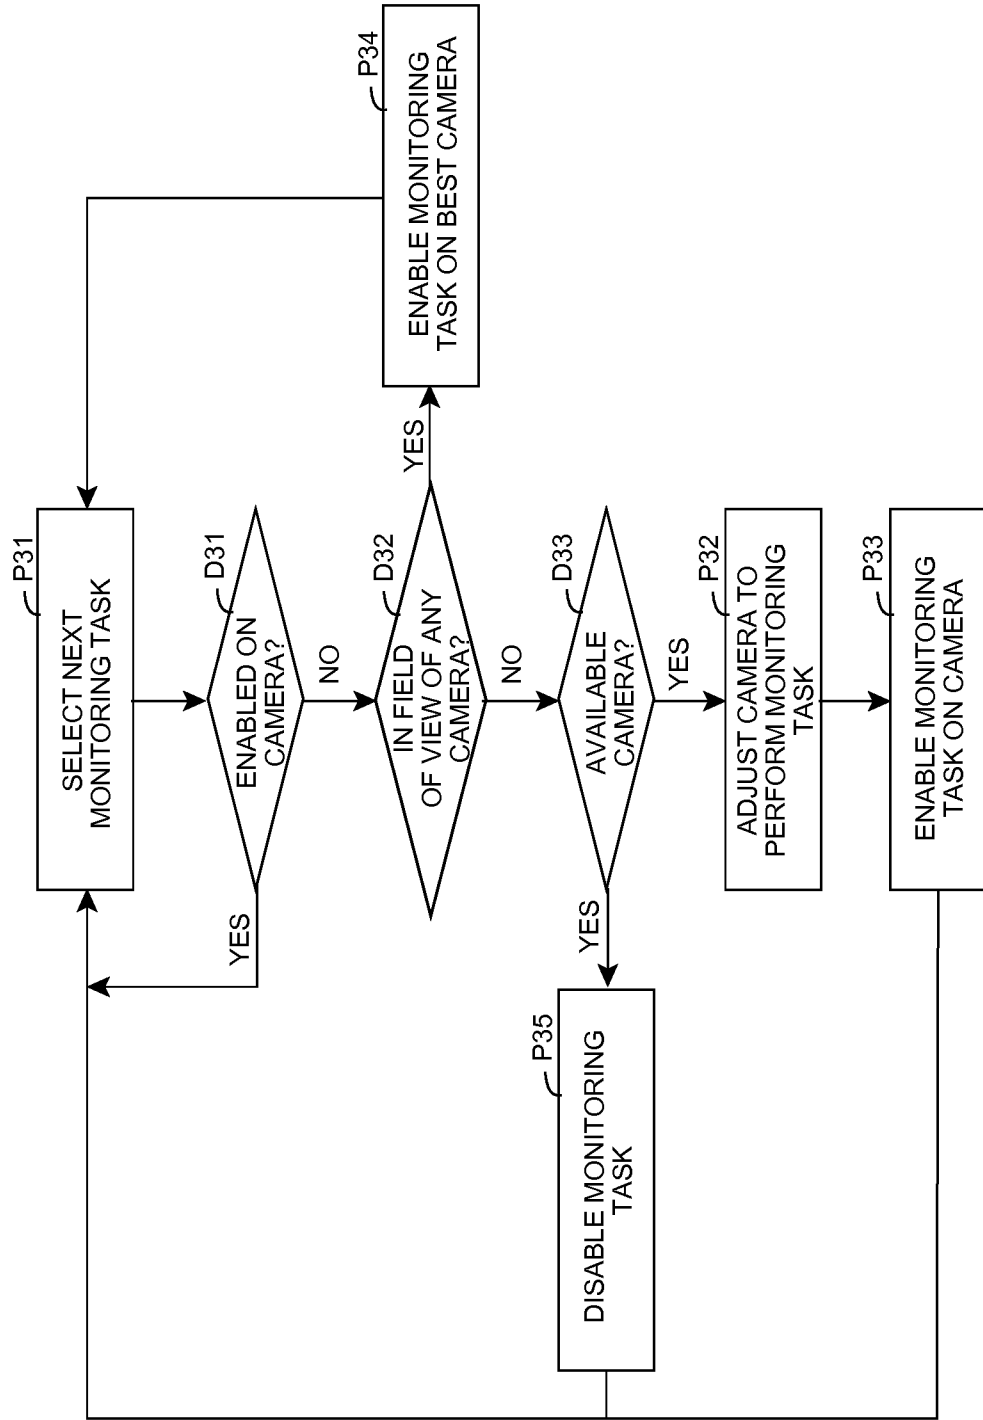 P31
SELECT NEXT
MONITORING TASK
D31
ENABLED ON
CAMERA?
YES
NO
D32
IN FIELD
OF VIEW OF ANY
CAMERA?
YES
P34
ENABLE MONITORING
TASK ON BEST CAMERA
NO
D33
AVAILABLE
CAMERA?
YES
P35
DISABLE MONITORING
TASK
YES
P32
ADJUST CAMERA TO
PERFORM MONITORING
TASK
P33
ENABLE MONITORING
TASK ON CAMERA